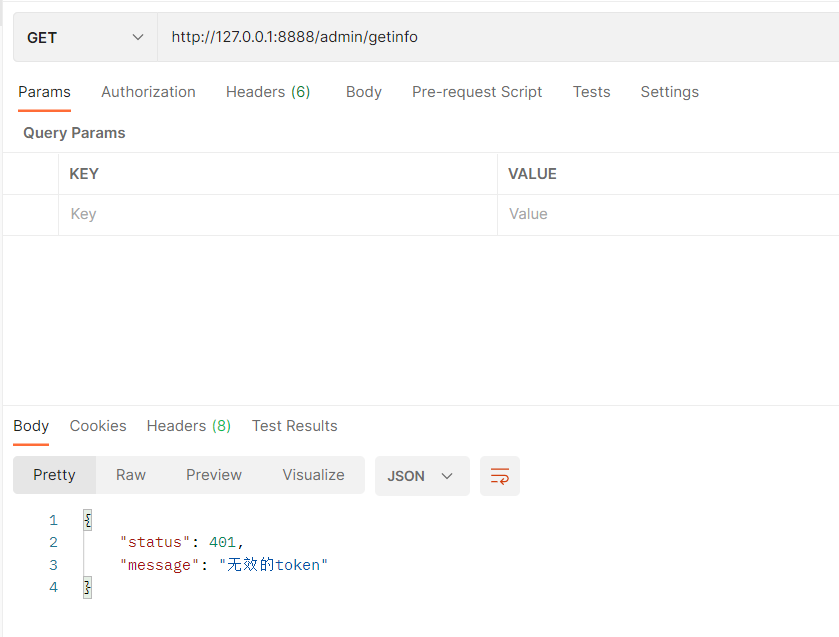 GET http://127.0.0.1:8888/admin/getinfo
Params Authorization Headers (6) Body Pre-request Script Tests Settings
Query Params
KEY VALUE
Key Value
Body Cookies Headers (8) Test Results
Pretty Raw Preview Visualize JSON
1 {
2 "status": 401,
3 "message": "无效的token"
4 }